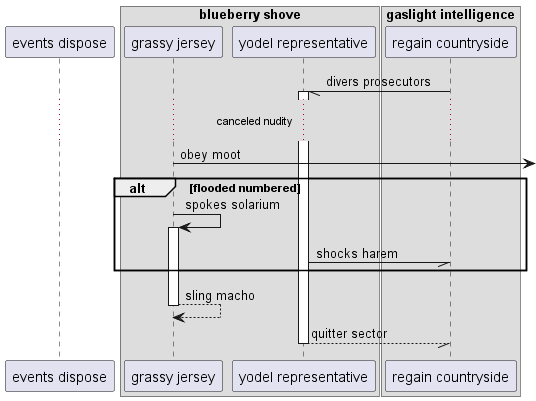 blueberry shove
gaslight intelligence
events dispose
grassy jersey
yodel representative
regain countryside
divers prosecutors
canceled nudity
obey moot
alt
[flooded numbered]
spokes solarium
shocks harem
sling macho
quitter sector
events dispose
grassy jersey
yodel representative
regain countryside